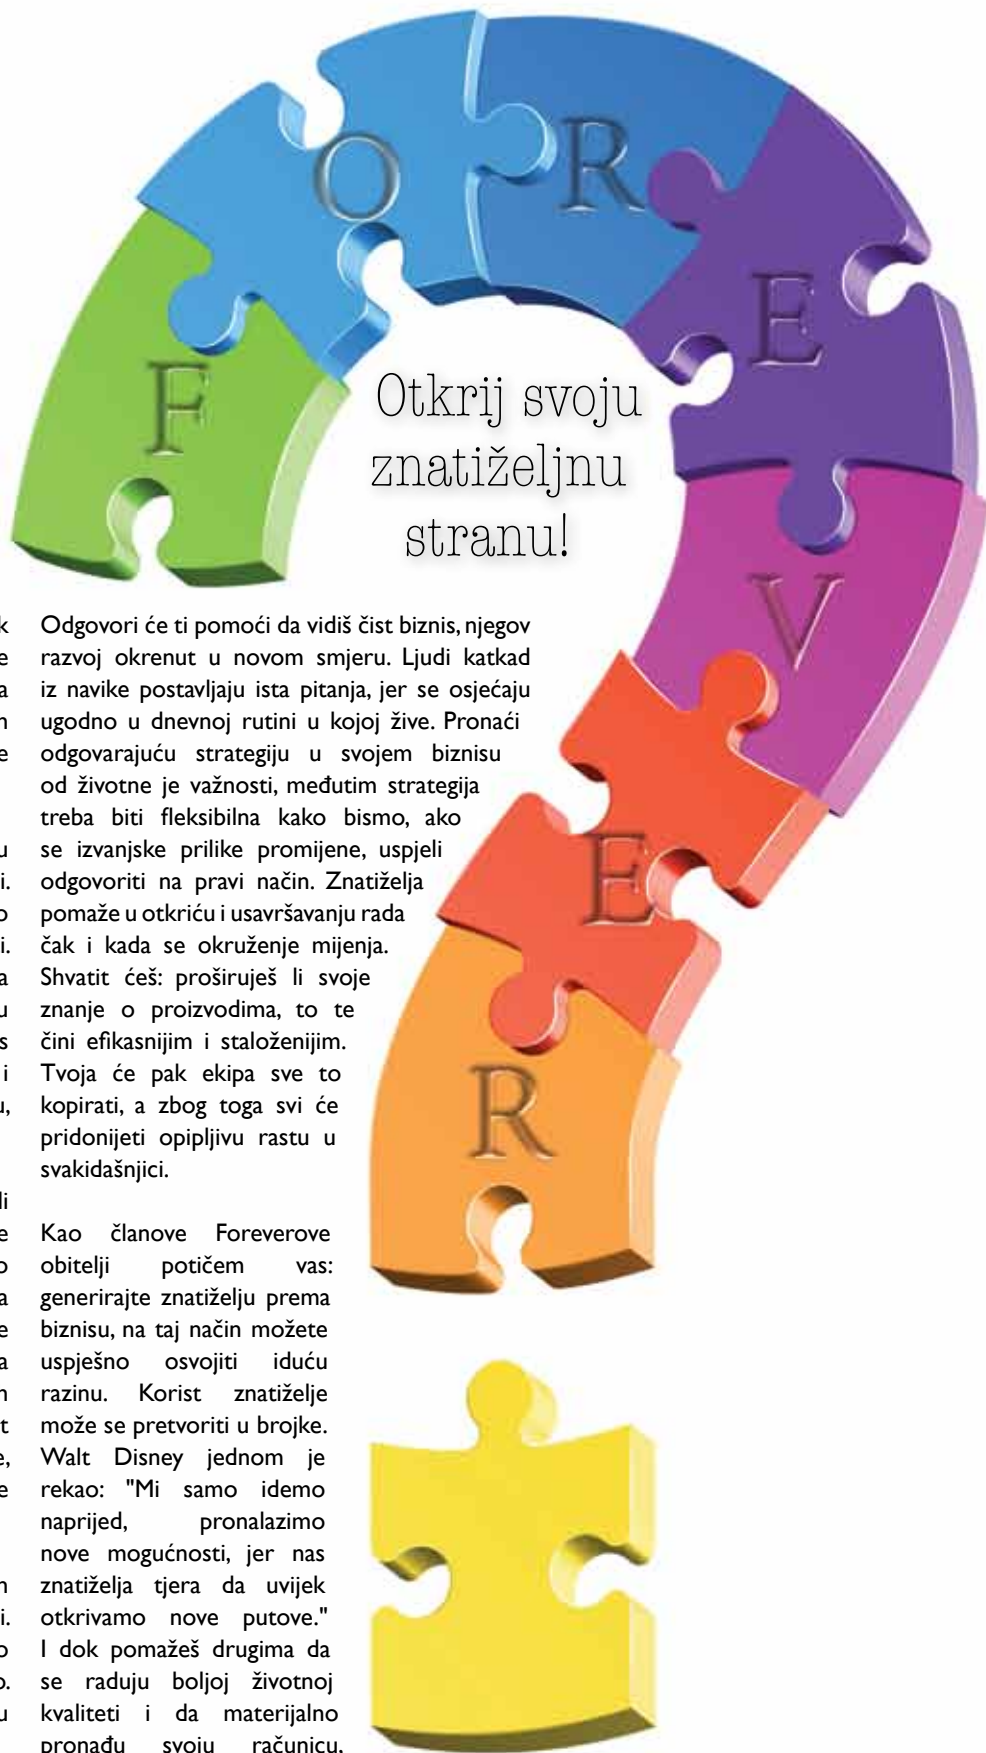 F
O
R
E
V
E
R
Otkrij svoju
znatiželjnu
stranu!
k
e
a
n
e
u
i.
o
i.
a
u
s
i
u,
li
e
o
a
e
a
n
t
e,
e
n
i.
o
o.
u
Odgovori će ti pomoći da vidiš čist biznis, njegov
razvoj okrenut u novom smjeru. Ljudi katkad
iz navike postavljaju ista pitanja, jer se osjećaju
ugodno u dnevnoj rutini u kojoj žive. Pronaći
odgovarajuću strategiju u svojem biznisu
od životne je važnosti, međutim strategija
treba biti fleksibilna kako bismo, ako
se izvanjske prilike promijene, uspjeli
odgovoriti na pravi način. Znatiželja
pomaže u otkriću i usavršavanju rada
čak i kada se okruženje mijenja.
Shvatit ćeš: proširuješ li svoje
znanje o proizvodima, to te
čini efikasnijim i staloženijim.
Tvoja će pak ekipa sve to
kopirati, a zbog toga svi će
pridonijeti opipljivu rastu u
svakidašnjici.
Kao članove Foreverove
obitelji potičem vas:
generirajte znatiželju prema
biznisu, na taj način možete
uspješno osvojiti iduću
razinu. Korist znatiželje
može se pretvoriti u brojke.
Walt Disney jednom je
rekao: "Mi samo idemo
naprijed, pronalazimo
nove mogućnosti, jer nas
znatiželja tjera da uvijek
otkrivamo nove putove."
I dok pomažeš drugima da
se raduju boljoj životnoj
kvaliteti i da materijalno
pronađu svoju računicu,